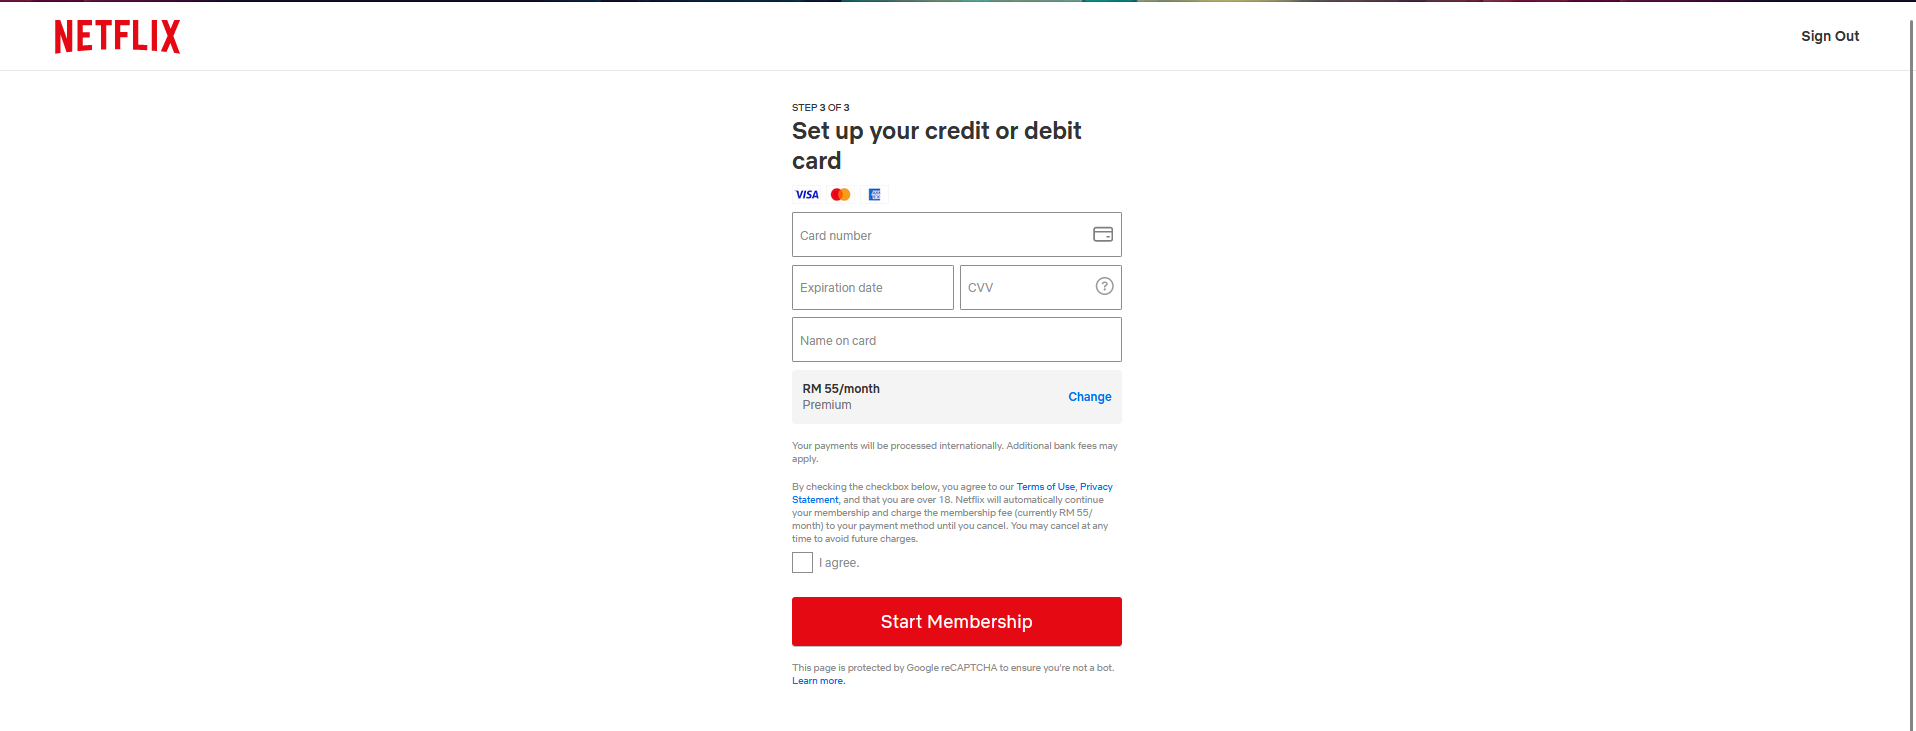 NETFLIX
Sign Out
STEP 3 OF 3
Set up your credit or debit
card
VISA
Card number
Expiration date
CVV
?
Name on card
RM 55/month
Premium
Change
Your payments will be processed internationally. Additional bank fees may
apply.
By checking the checkbox below, you agree to our Terms of Use, Privacy
Statement, and that you are over 18. Netflix will automatically continue
your membership and charge the membership fee (currently RM 55/
month) to your payment method until you cancel. You may cancel at any
time to avoid future charges.
I agree.
Start Membership
This page is protected by Google reCAPTCHA to ensure you're not a bot.
Learn more.